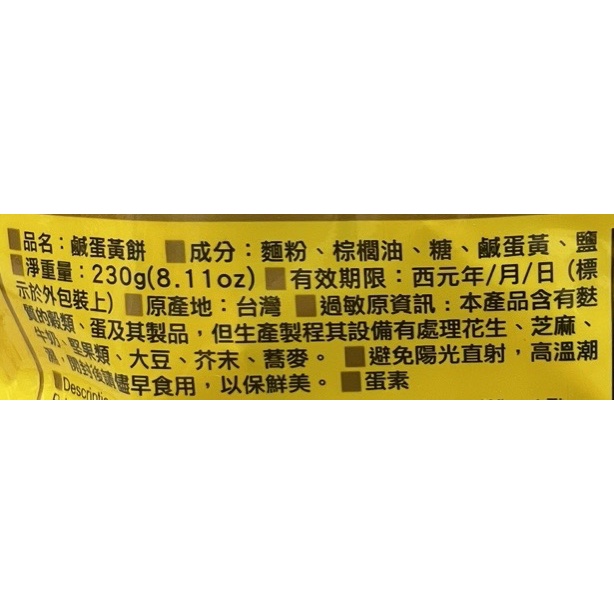 ■品名：鹹蛋黃餅 ■成分：麵粉、棕櫚油、糖、鹹蛋黃、鹽
■淨重量：230g(8.11oz) ■有效期限：西元年/月/日 (標
示於外包裝上) ■原產地：台灣 ■過敏原資訊：本產品含有麩
質的穀類、蛋及其製品，但生產製程其設備有處理花生、芝麻、
牛奶、堅果類、大豆、芥末、蕎麥。 ■避免陽光直射，高溫潮
濕，開封後請儘早食用，以保鮮美。 ■蛋素
■Descriptio